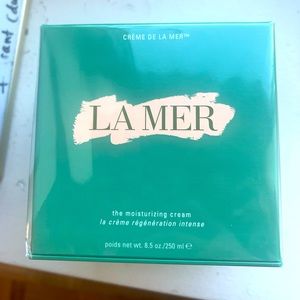 CRÈME DE LA MER™
LA MER
the moisturizing cream
la crème régénération intense
poids net wt. 8.5 oz./250 ml ℮